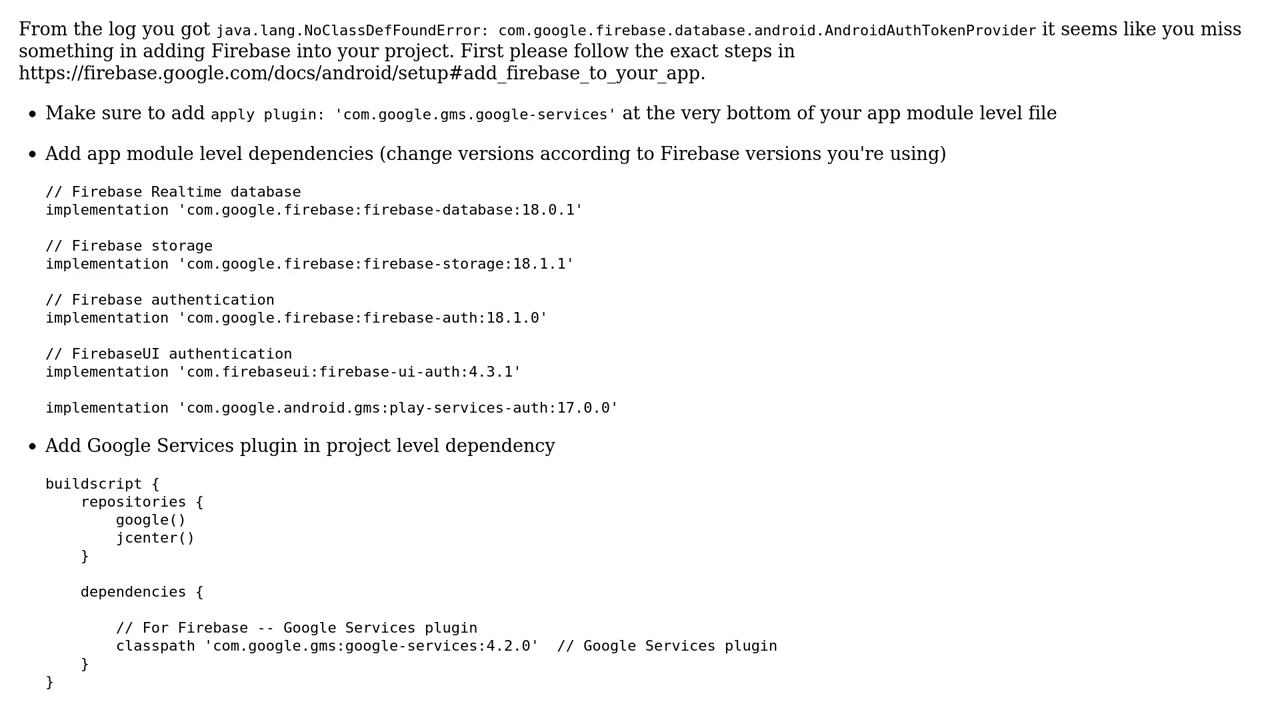 From the log you got java.lang.NoClassDefFoundError: com.google.firebase.database.android.AndroidAuthTokenProvider it seems like you miss
something in adding Firebase into your project. First please follow the exact steps in
https://firebase.google.com/docs/android/setup#add_firebase_to_your_app.
• Make sure to add apply plugin: 'com.google.gms.google-services' at the very bottom of your app module level file
• Add app module level dependencies (change versions according to Firebase versions you're using)
// Firebase Realtime database
implementation 'com.google.firebase:firebase-database:18.0.1'
// Firebase storage
implementation 'com.google.firebase:firebase-storage:18.1.1'
// Firebase authentication
implementation 'com.google.firebase:firebase-auth:18.1.0'
// FirebaseUI authentication
implementation 'com.firebaseui:firebase-ui-auth:4.3.1'
implementation 'com.google.android.gms:play-services-auth:17.0.0'
• Add Google Services plugin in project level dependency
buildscript {
    repositories {
        google()
        jcenter()
    }
    dependencies {
        // For Firebase -- Google Services plugin
        classpath 'com.google.gms:google-services:4.2.0'  // Google Services plugin
    }
}